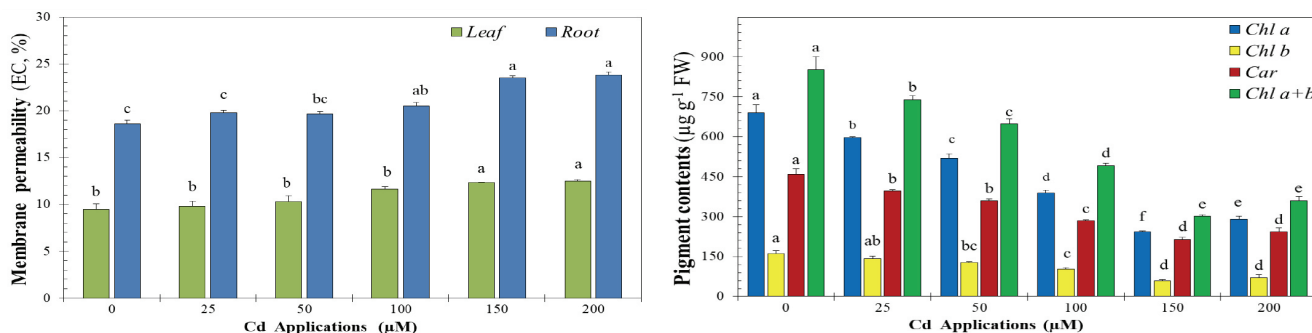 30
25
20
15
10
5
0
Membrane permeability (EC, %)
Leaf Root
c c bc ab a a
b b b b a a
0 25 50 100 150 200
Cd Applications (µM)
900
750
600
450
300
150
0
Pigment contents (µg g⁻¹ FW)
Chl a
Chl b
Car
Chl a+b
a a a a
b ab b b
c bc b c
d c c d
f d d e
e d d e
0 25 50 100 150 200
Cd Applications (µM)